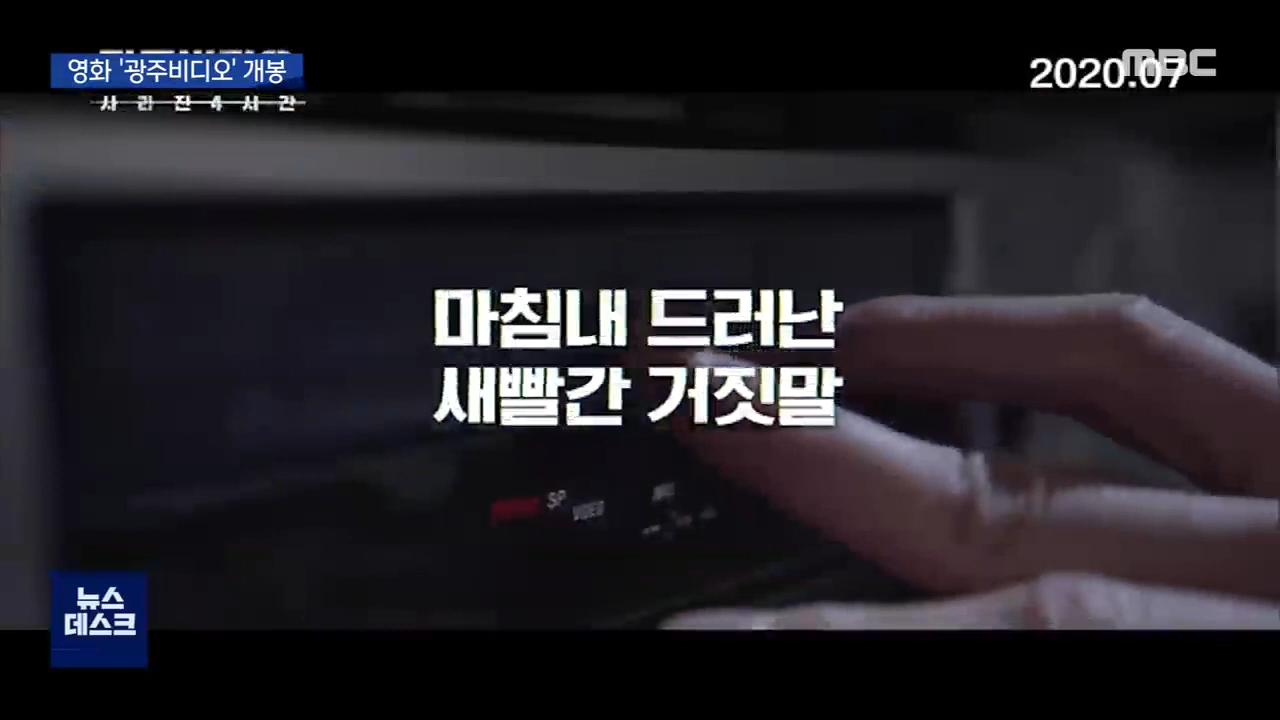 영화 '광주비디오' 개봉
사라진 4시간
2020.07
MBC
마침내 드러난
새빨간 거짓말
SP
VIDEO
뉴스
데스크